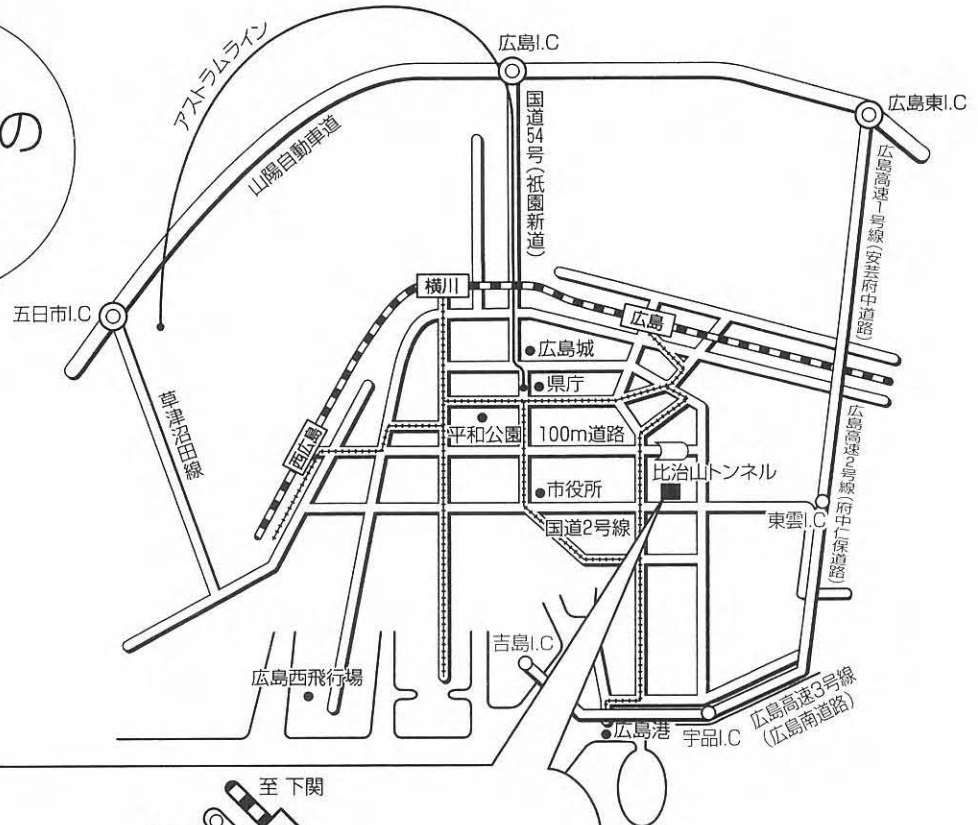 の
アストラムライン
広島I.C
広島東I.C
山陽自動車道
国道54号(祇園新道)
広島高速1号線(安芸府中道路)
横川
五日市I.C
広島
広島城
県庁
草津沼田線
平和公園
100m道路
西広島
比治山トンネル
広島高速2号線(府中仁保道路)
市役所
国道2号線
東雲I.C
吉島I.C
広島西飛行場
広島港
宇品I.C
広島高速3号線
(広島南道路)
至 下関